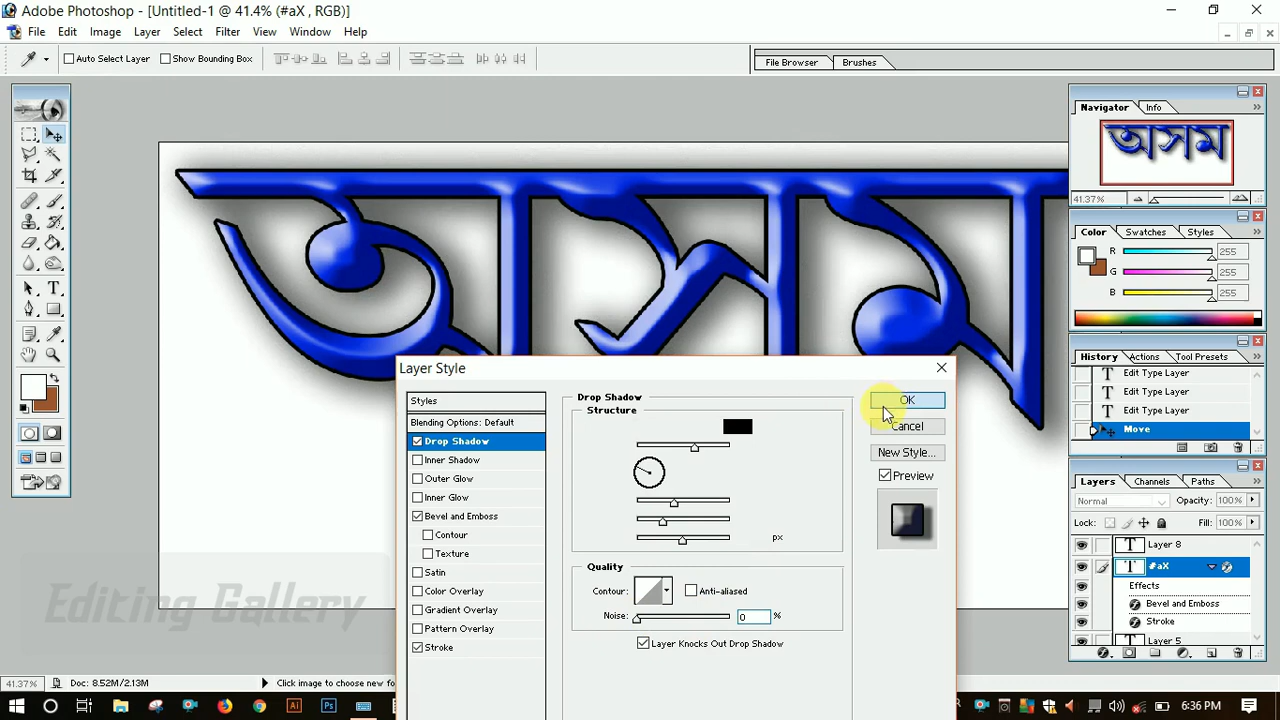 Adobe Photoshop - [Untitled-1 @ 41.4% (#aX , RGB)]
File Edit Image Layer Select Filter View Window Help
Auto Select Layer Show Bounding Box File Browser Brushes
Navigator Info
অসম
41.37%
অসম
Color Swatches Styles
R 255
G 255
B 255
History Actions Tool Presets
Edit Type Layer
Edit Type Layer
Edit Type Layer
Move
Layer Style
Styles
Blending Options: Default
Drop Shadow
Inner Shadow
Outer Glow
Inner Glow
Bevel and Emboss
Contour
Texture
Satin
Color Overlay
Gradient Overlay
Pattern Overlay
Stroke
Drop Shadow
Structure
px
Quality
Contour: Anti-aliased
Noise: 0 %
Layer Knocks Out Drop Shadow
OK
Cancel
New Style...
Preview
Layers Channels Paths
Normal Opacity: 100%
Lock: Fill: 100%
Layer 8
#aX
Effects
Bevel and Emboss
Stroke
Layer 5
Editing Gallery
41.37% Doc: 8.52M/2.13M Click image to choose new fo
6:36 PM